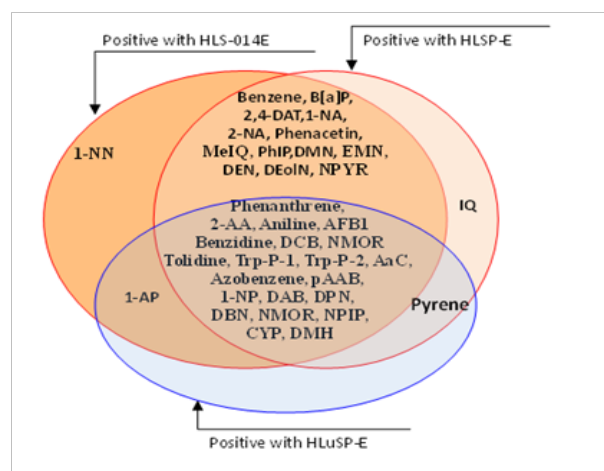 Positive with HLS-014E
Positive with HLSP-E
Benzene, B[a]P,
2,4-DAT,1-NA,
2-NA, Phenacetin,
MeIQ, PhIP,DMN, EMN,
DEN, DEolN, NPYR
1-NN
IQ
Phenanthrene,
2-AA, Aniline, AFB1
Benzidine, DCB, NMOR
Tolidine, Trp-P-1, Trp-P-2, AaC,
Azobenzene, pAAB,
1-NP, DAB, DPN,
DBN, NMOR, NPIP,
CYP, DMH
1-AP
Pyrene
Positive with HLuSP-E